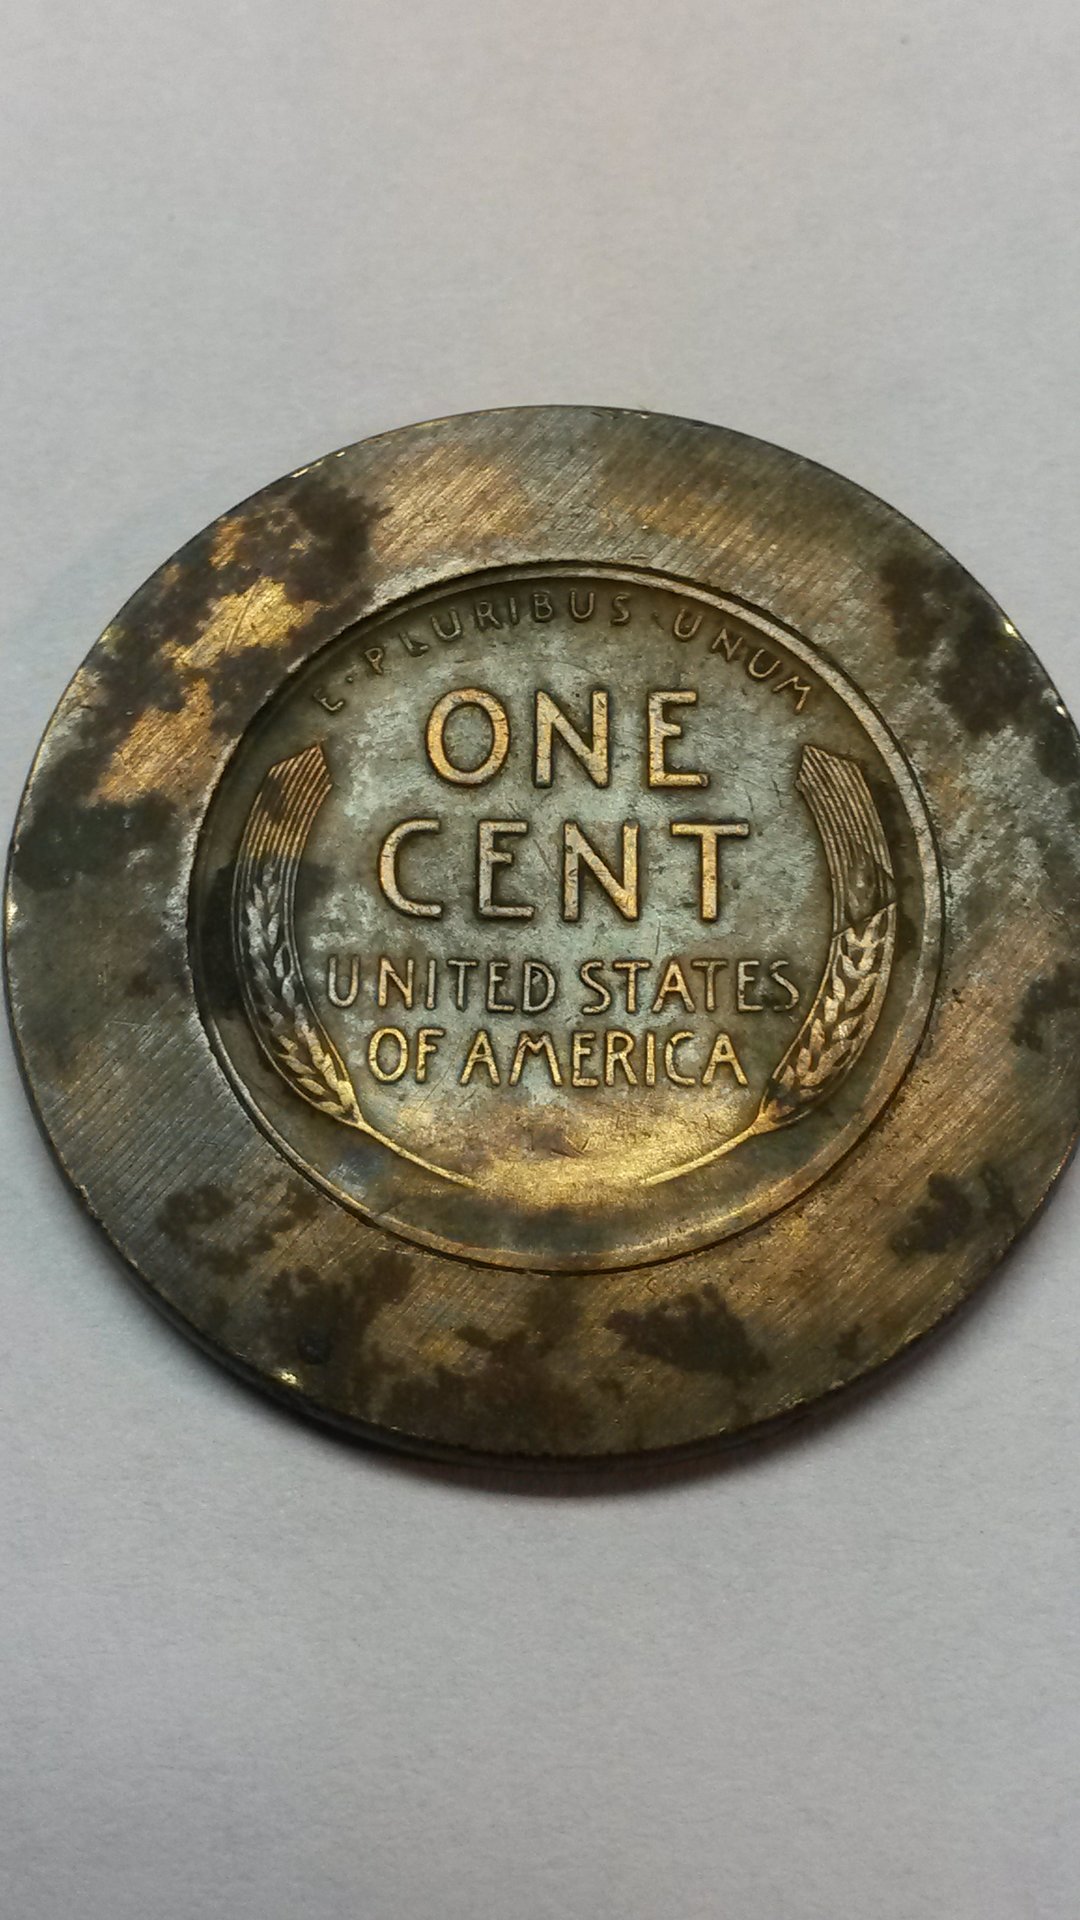 E·PLURIBUS·UNUM
ONE
CENT
UNITED STATES
OF AMERICA